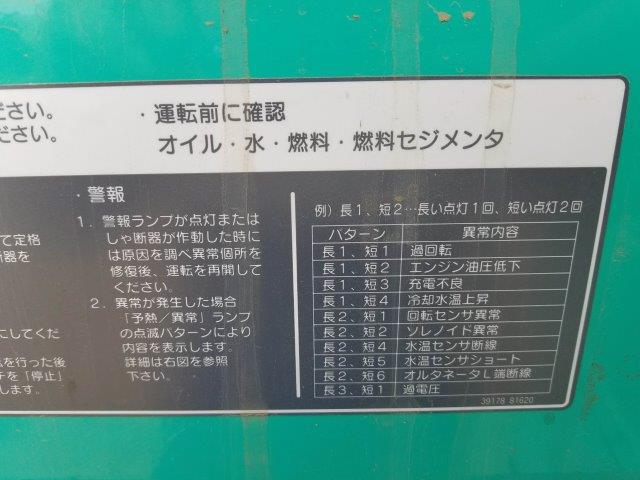 ださい。
ださい。
・運転前に確認
オイル・水・燃料・燃料セジメンタ
て定格
器を
にしてくだ
を行った後
を「停止」
します。
・警報
1. 警報ランプが点灯または
しゃ断器が作動した時に
は原因を調べ異常個所を
修復後、運転を再開して
ください。
2. 異常が発生した場合
「予熱／異常」ランプ
の点滅パターンにより
内容を表示します。
詳細は右図を参照
下さい。
例）長1、短2…長い点灯1回、短い点灯2回
パターン 異常内容
長1、短1 過回転
長1、短2 エンジン油圧低下
長1、短3 充電不良
長1、短4 冷却水温上昇
長2、短1 回転センサ異常
長2、短2 ソレノイド異常
長2、短4 水温センサ断線
長2、短5 水温センサショート
長2、短6 オルタネータL端断線
長3、短1 過電圧
39178 81620